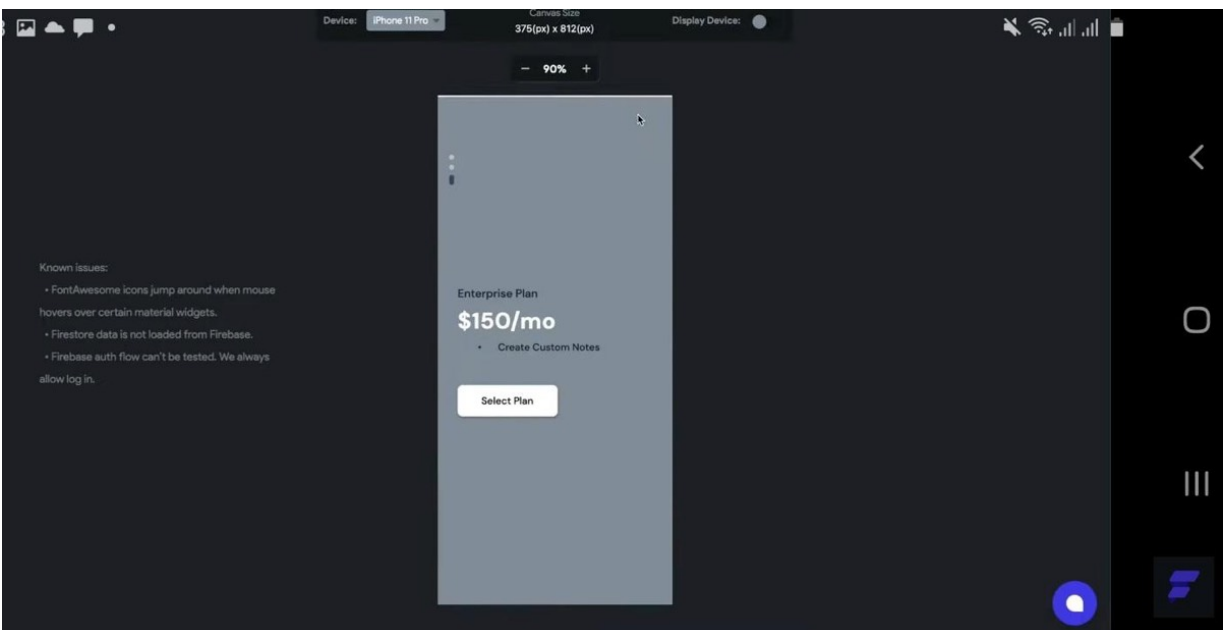 Device:
iPhone 11 Pro
Canvas Size
375(px) x 812(px)
Display Device:
− 90% +
Known issues:
• FontAwesome icons jump around when mouse
hovers over certain material widgets.
• Firestore data is not loaded from Firebase.
• Firebase auth flow can't be tested. We always
allow log in.
Enterprise Plan
$150/mo
• Create Custom Notes
Select Plan